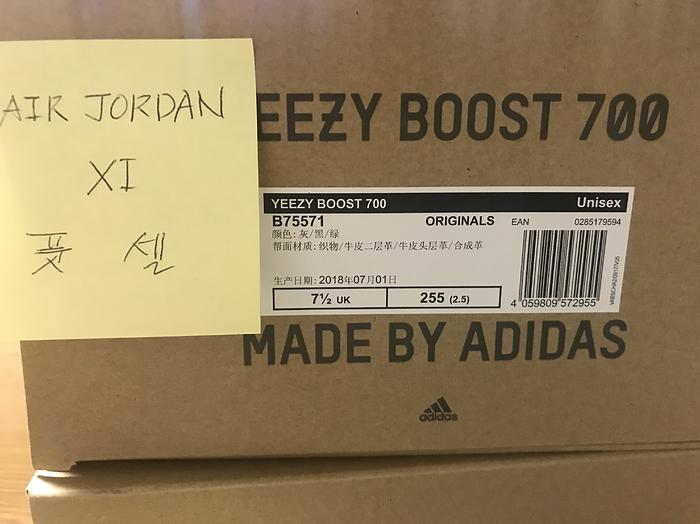 AIR JORDAN
XI
풋 셀
EEZY BOOST 700
YEEZY BOOST 700 Unisex
B75571 ORIGINALS EAN 0285179594
颜色: 灰/黑/绿
帮面材质: 织物/牛皮二层革/牛皮头层革/合成革
生产日期: 2018年07月01日
7½ UK 255 (2.5)
4 059809 572955
MADE BY ADIDAS
adidas